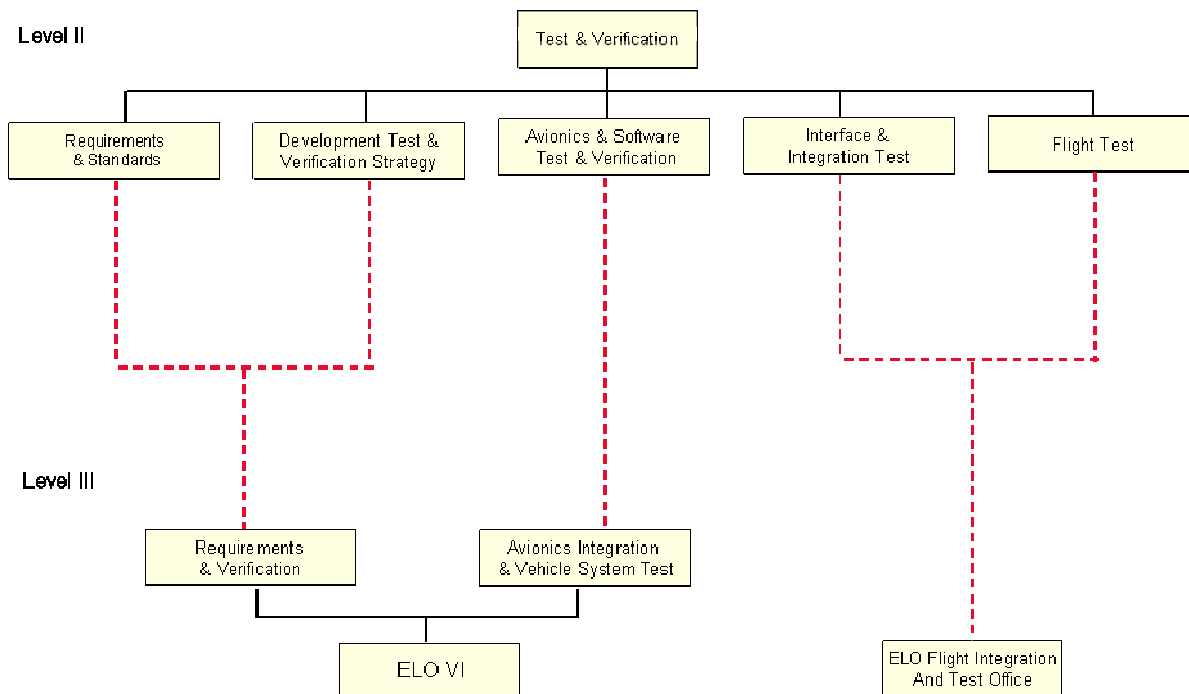 Level II
Test & Verification
Requirements
& Standards
Development Test &
Verification Strategy
Avionics & Software
Test & Verification
Interface &
Integration Test
Flight Test
Level III
Requirements
& Verification
Avionics Integration
& Vehicle System Test
ELO VI
ELO Flight Integration
And Test Office